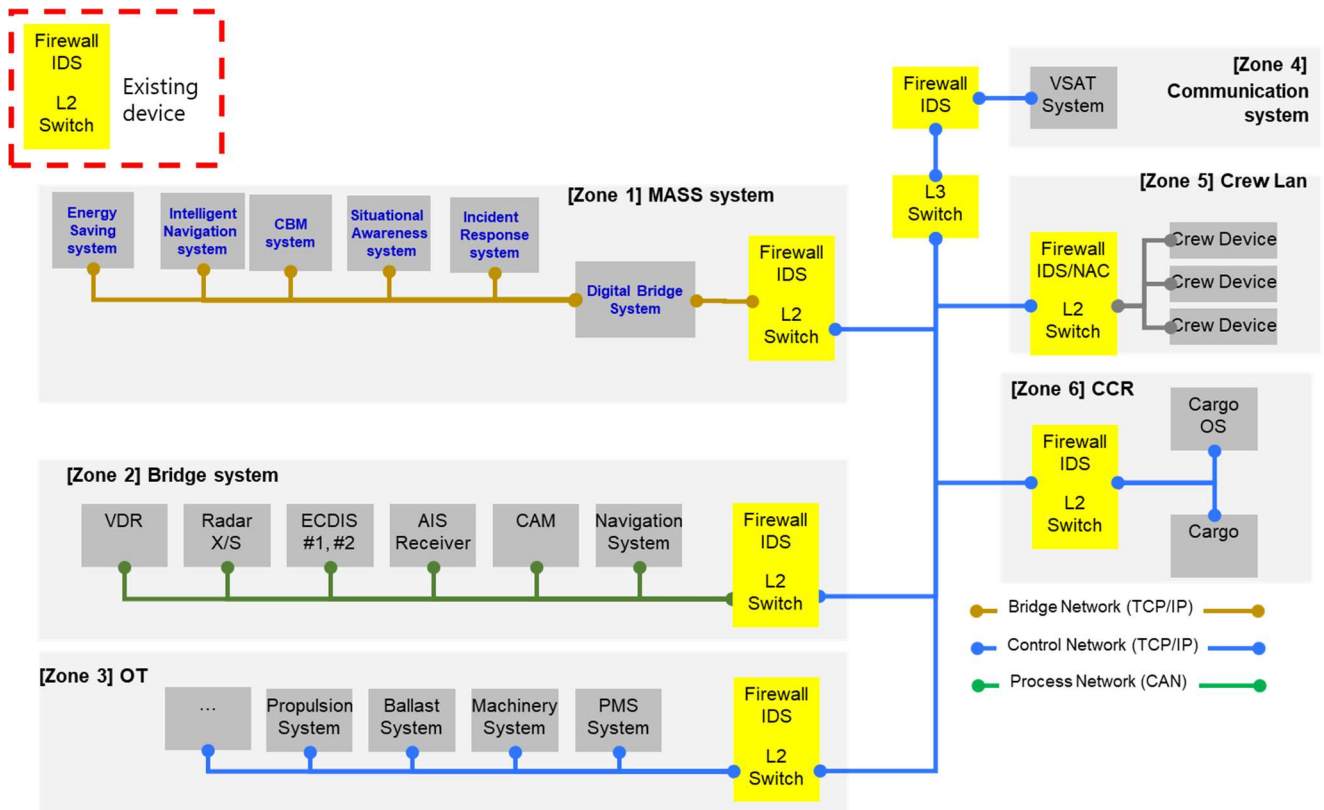 Firewall
IDS
L2
Switch
Existing
device
[Zone 1] MASS system
Energy
Saving
system
Intelligent
Navigation
system
CBM
system
Situational
Awareness
system
Incident
Response
system
Digital Bridge
System
Firewall
IDS
L2
Switch
[Zone 2] Bridge system
VDR
Radar
X/S
ECDIS
#1, #2
AIS
Receiver
CAM
Navigation
System
Firewall
IDS
L2
Switch
[Zone 3] OT
...
Propulsion
System
Ballast
System
Machinery
System
PMS
System
Firewall
IDS
L2
Switch
Firewall
IDS
L3
Switch
[Zone 4]
Communication
system
VSAT
System
[Zone 5] Crew Lan
Firewall
IDS/NAC
L2
Switch
Crew Device
Crew Device
Crew Device
[Zone 6] CCR
Firewall
IDS
L2
Switch
Cargo
OS
Cargo
Bridge Network (TCP/IP)
Control Network (TCP/IP)
Process Network (CAN)